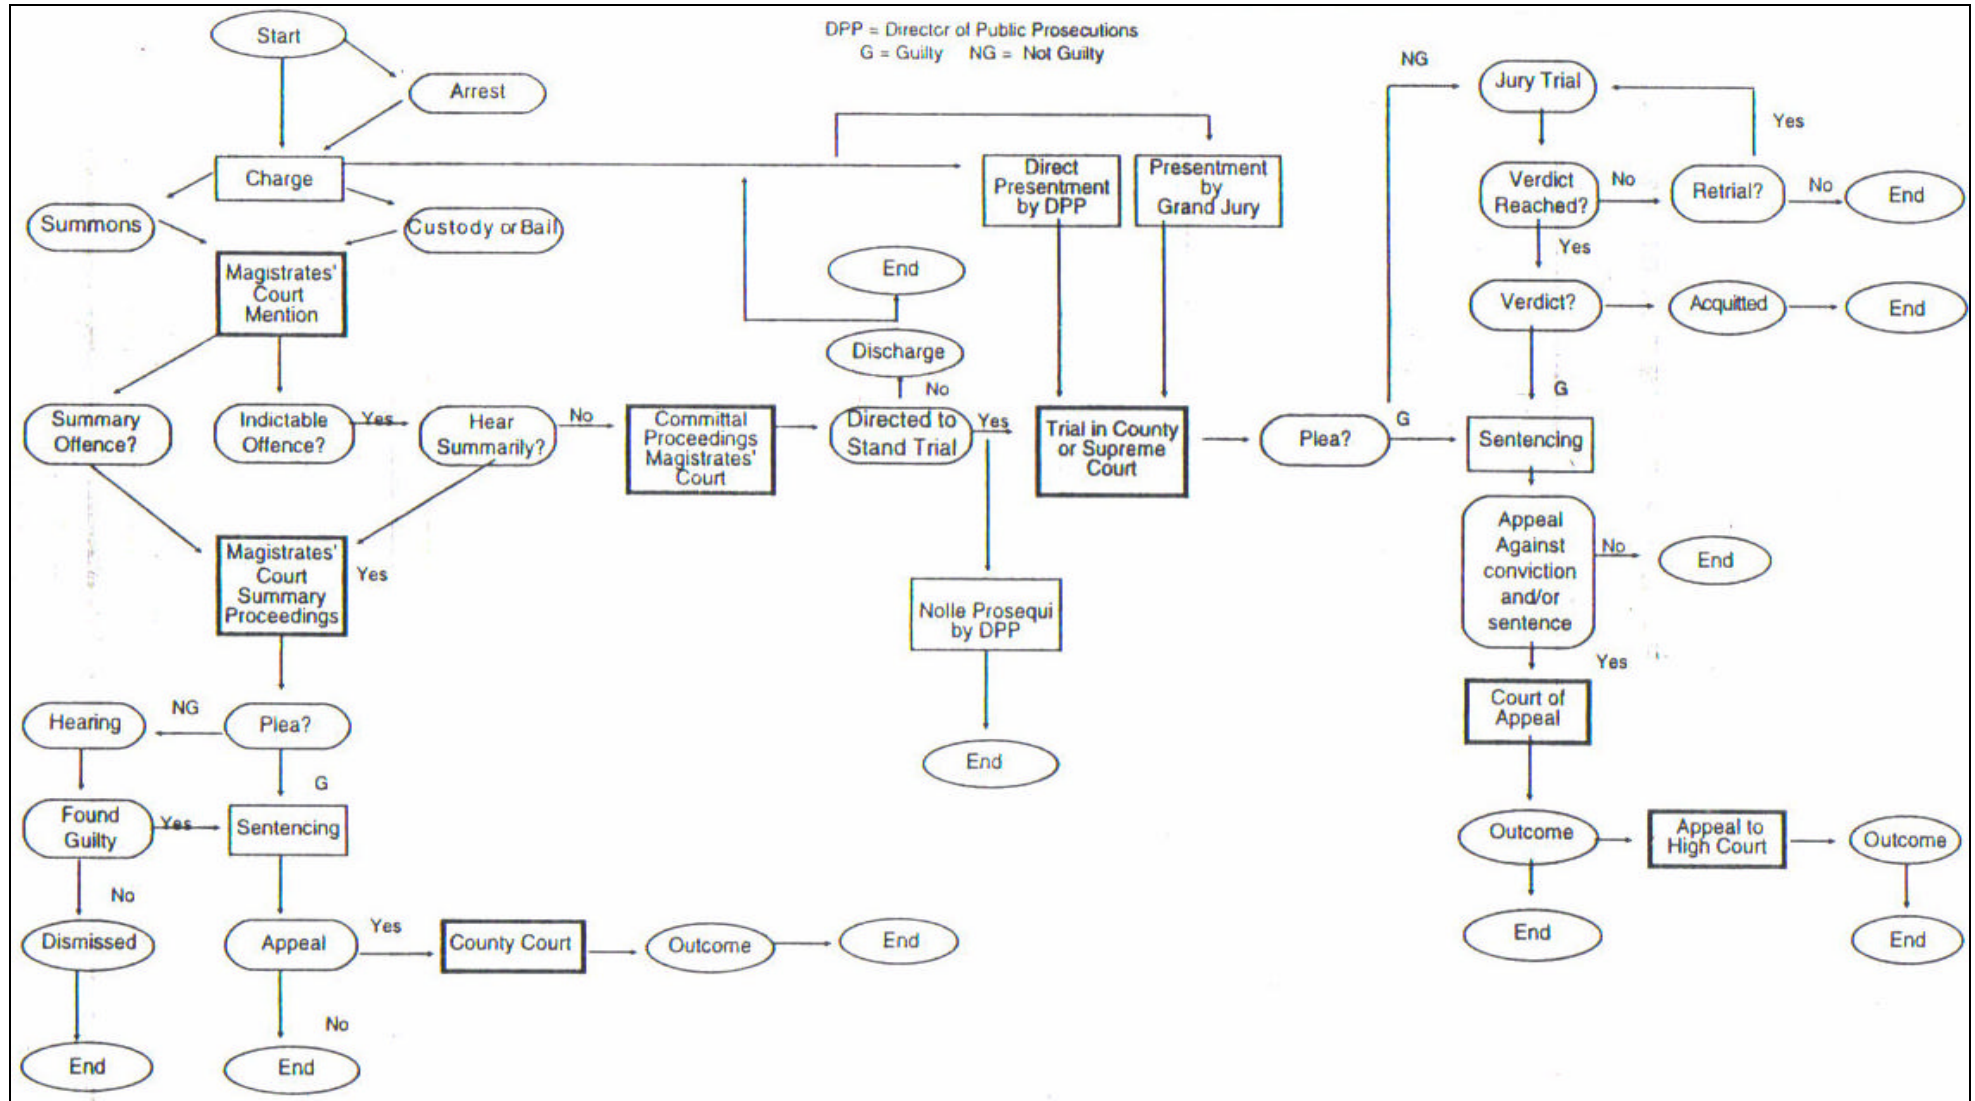 DPP = Director of Public Prosecutions
G = Guilty NG = Not Guilty
Start
Arrest
Charge
Summons
Custody or Bail
Magistrates'
Court
Mention
Summary
Offence?
Indictable
Offence?
Yes
Hear
Summarily?
No
Committal
Proceedings
Magistrates'
Court
Directed to
Stand Trial
No
Discharge
End
Yes
Direct
Presentment
by DPP
Presentment
by
Grand Jury
Trial in County
or Supreme
Court
Nolle Prosequi
by DPP
End
Magistrates'
Court
Summary
Proceedings
Yes
Plea?
NG
Hearing
G
Found
Guilty
Yes
Sentencing
No
Dismissed
End
Appeal
Yes
County Court
Outcome
End
No
End
Plea?
NG
G
Jury Trial
Verdict
Reached?
No
Retrial?
Yes
No
End
Yes
Verdict?
Acquitted
End
G
Sentencing
Appeal
Against
conviction
and/or
sentence
No
End
Yes
Court of
Appeal
Outcome
Appeal to
High Court
Outcome
End
End